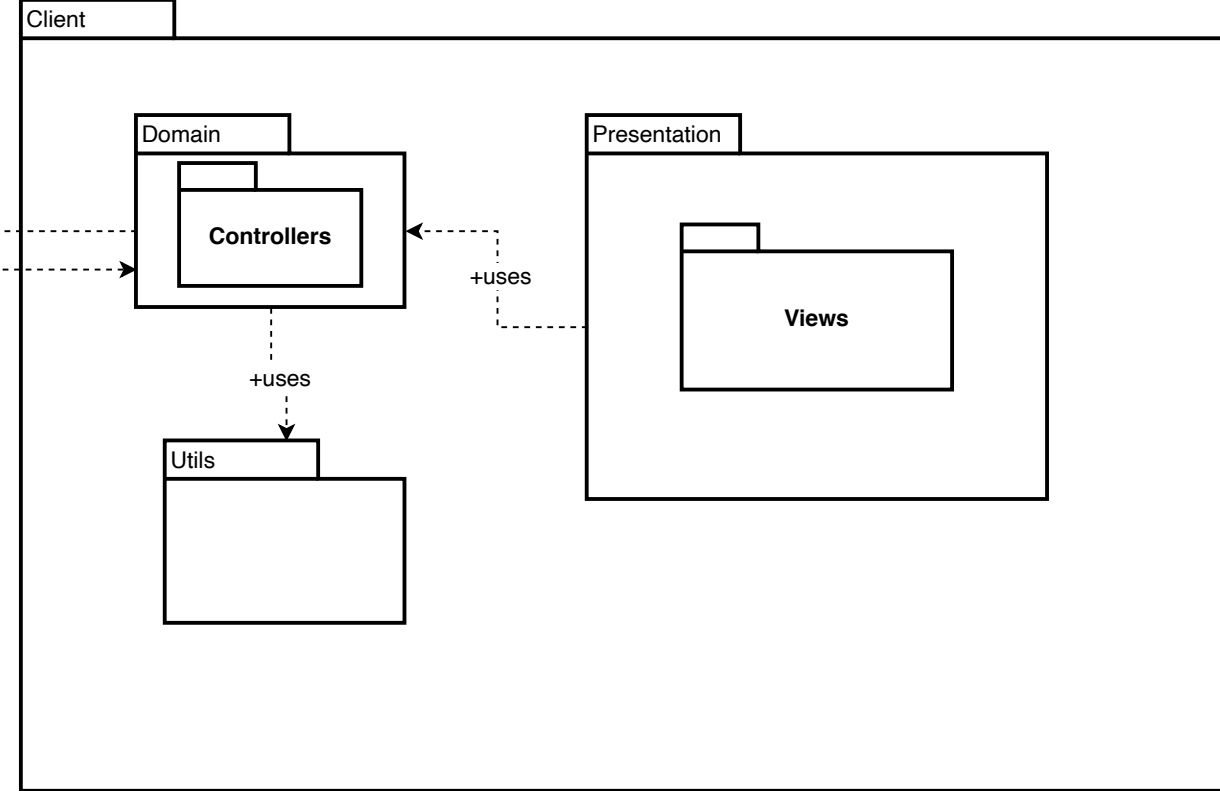 Client
Domain
Presentation
Controllers
+uses
Views
+uses
Utils